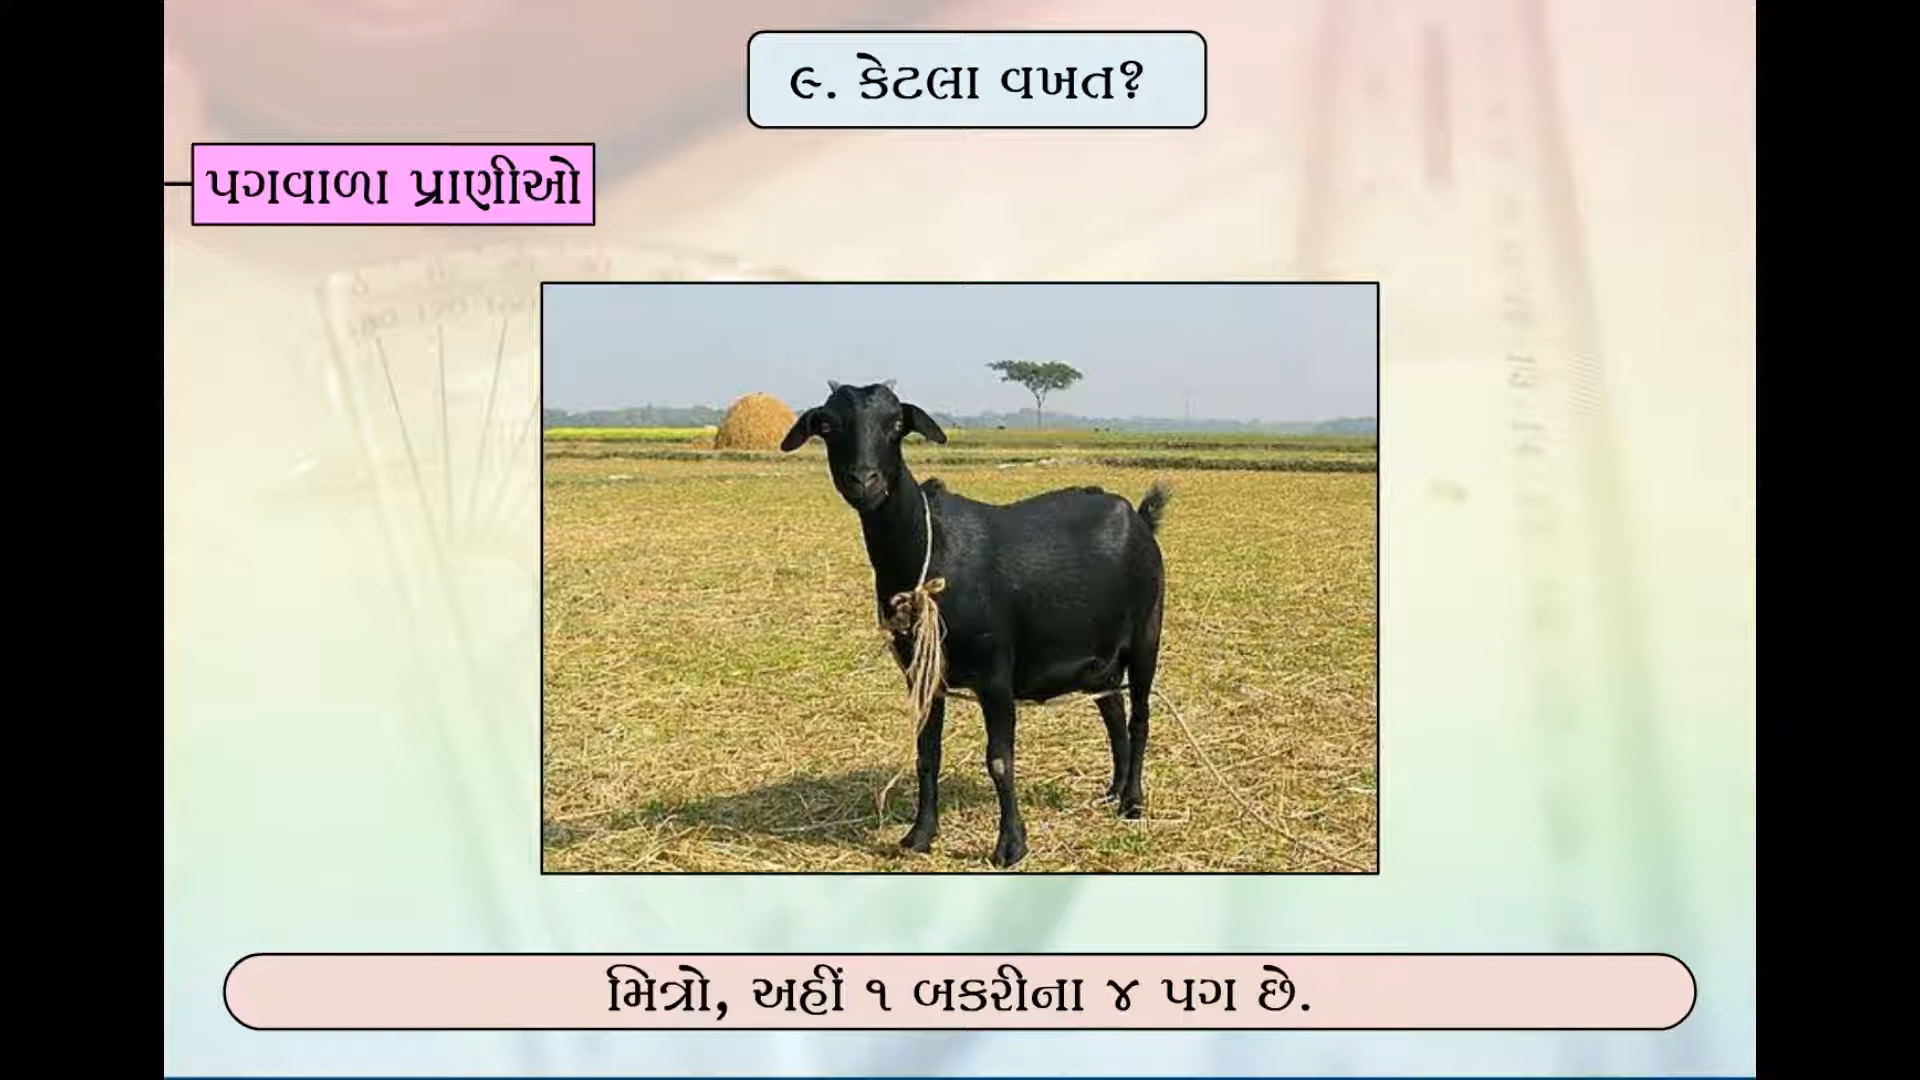 ૯. કેટલા વખત?
પગવાળા પ્રાણીઓ
મિત્રો, અહીં ૧ બકરીના ૪ પગ છે.